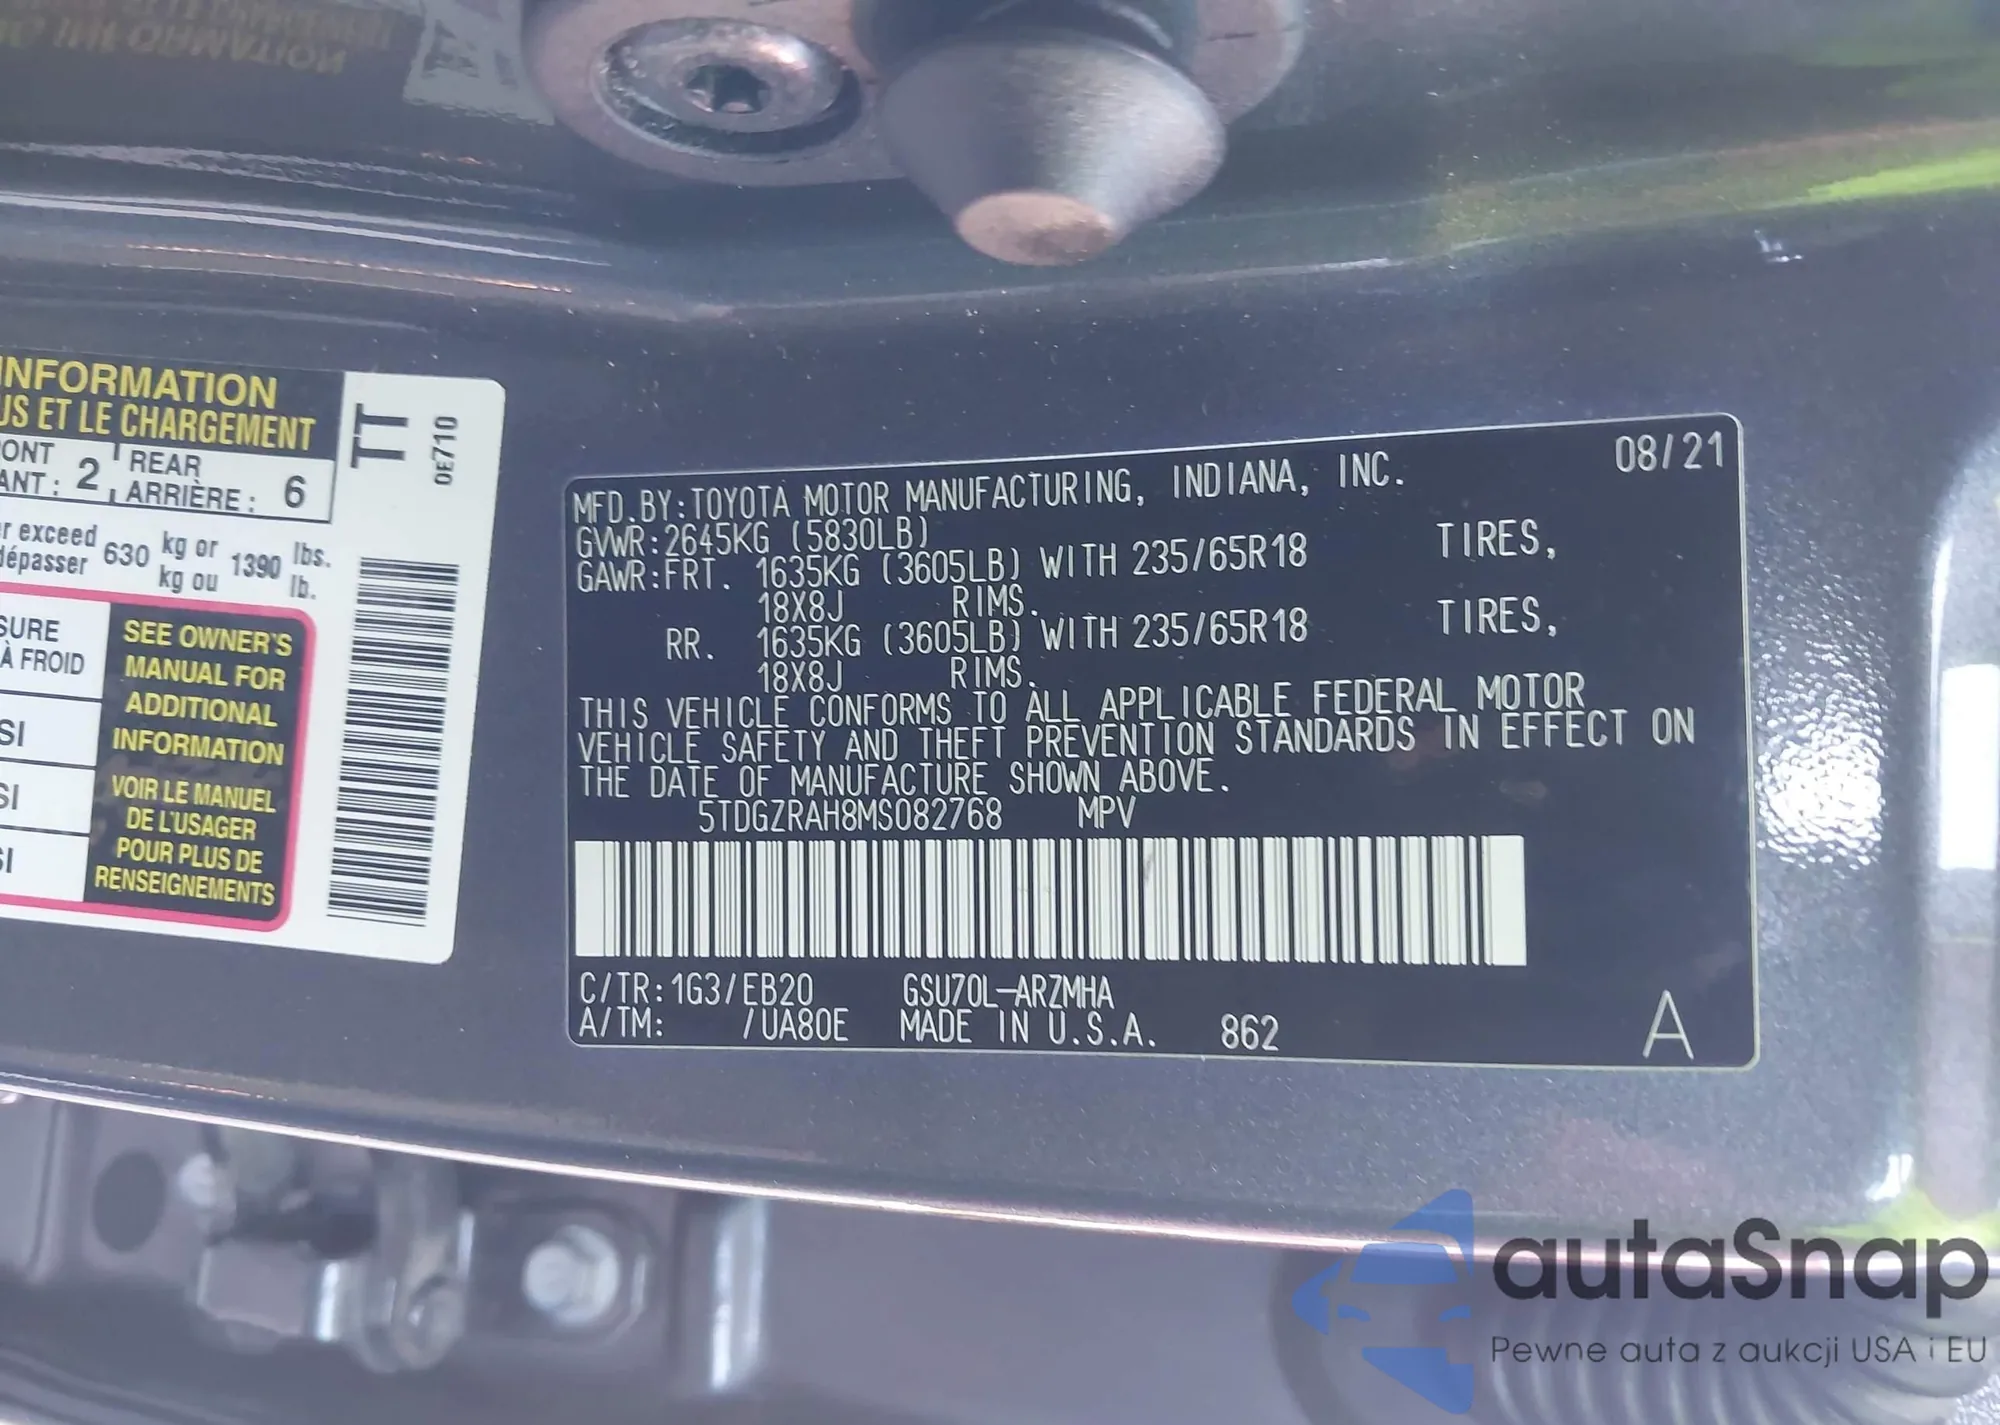 INFORMATION
US ET LE CHARGEMENT
ONT
ANT: 2
REAR
ARRIÈRE: 6
TT
0E710
r exceed
dépasser 630 kg or 1390 lbs.
kg ou lb.
SURE
À FROID
SI
SI
SI
SEE OWNER'S
MANUAL FOR
ADDITIONAL
INFORMATION
VOIR LE MANUEL
DE L'USAGER
POUR PLUS DE
RENSEIGNEMENTS
08/21
MFD.BY:TOYOTA MOTOR MANUFACTURING, INDIANA, INC.
GVWR:2645KG (5830LB)
GAWR:FRT. 1635KG (3605LB) WITH 235/65R18 TIRES,
18X8J RIMS.
RR. 1635KG (3605LB) WITH 235/65R18 TIRES,
18X8J RIMS.
THIS VEHICLE CONFORMS TO ALL APPLICABLE FEDERAL MOTOR
VEHICLE SAFETY AND THEFT PREVENTION STANDARDS IN EFFECT ON
THE DATE OF MANUFACTURE SHOWN ABOVE.
5TDGZRAH8MS082768 MPV
C/TR:1G3/EB20 GSU70L-ARZMHA
A/TM: /UA80E MADE IN U.S.A. 862
A
autaSnap
Pewne auta z aukcji USA i EU